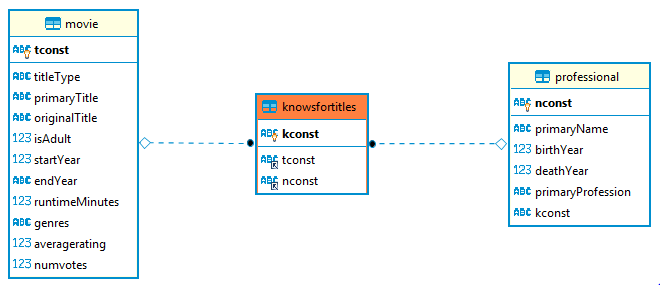 movie
ABC tconst
ABC titleType
ABC primaryTitle
ABC originalTitle
123 isAdult
123 startYear
ABC endYear
123 runtimeMinutes
ABC genres
123 averagerating
123 numvotes
knowsfortitles
ABC kconst
ABC tconst
ABC nconst
professional
ABC nconst
ABC primaryName
123 birthYear
123 deathYear
ABC primaryProfession
ABC kconst